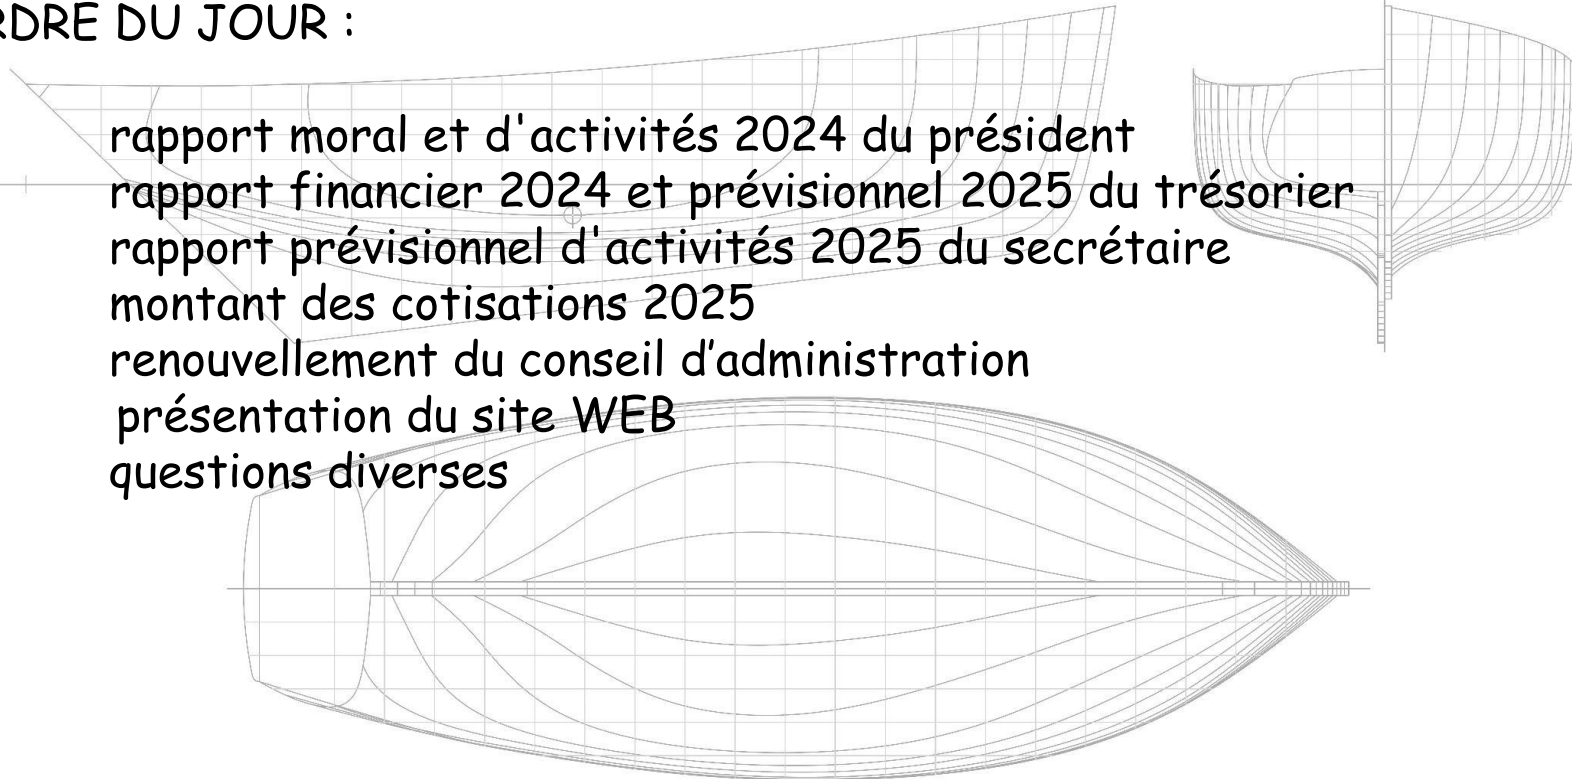 RDRE DU JOUR :
rapport moral et d'activités 2024 du président
rapport financier 2024 et prévisionnel 2025 du trésorier
rapport prévisionnel d'activités 2025 du secrétaire
montant des cotisations 2025
renouvellement du conseil d’administration
présentation du site WEB
questions diverses